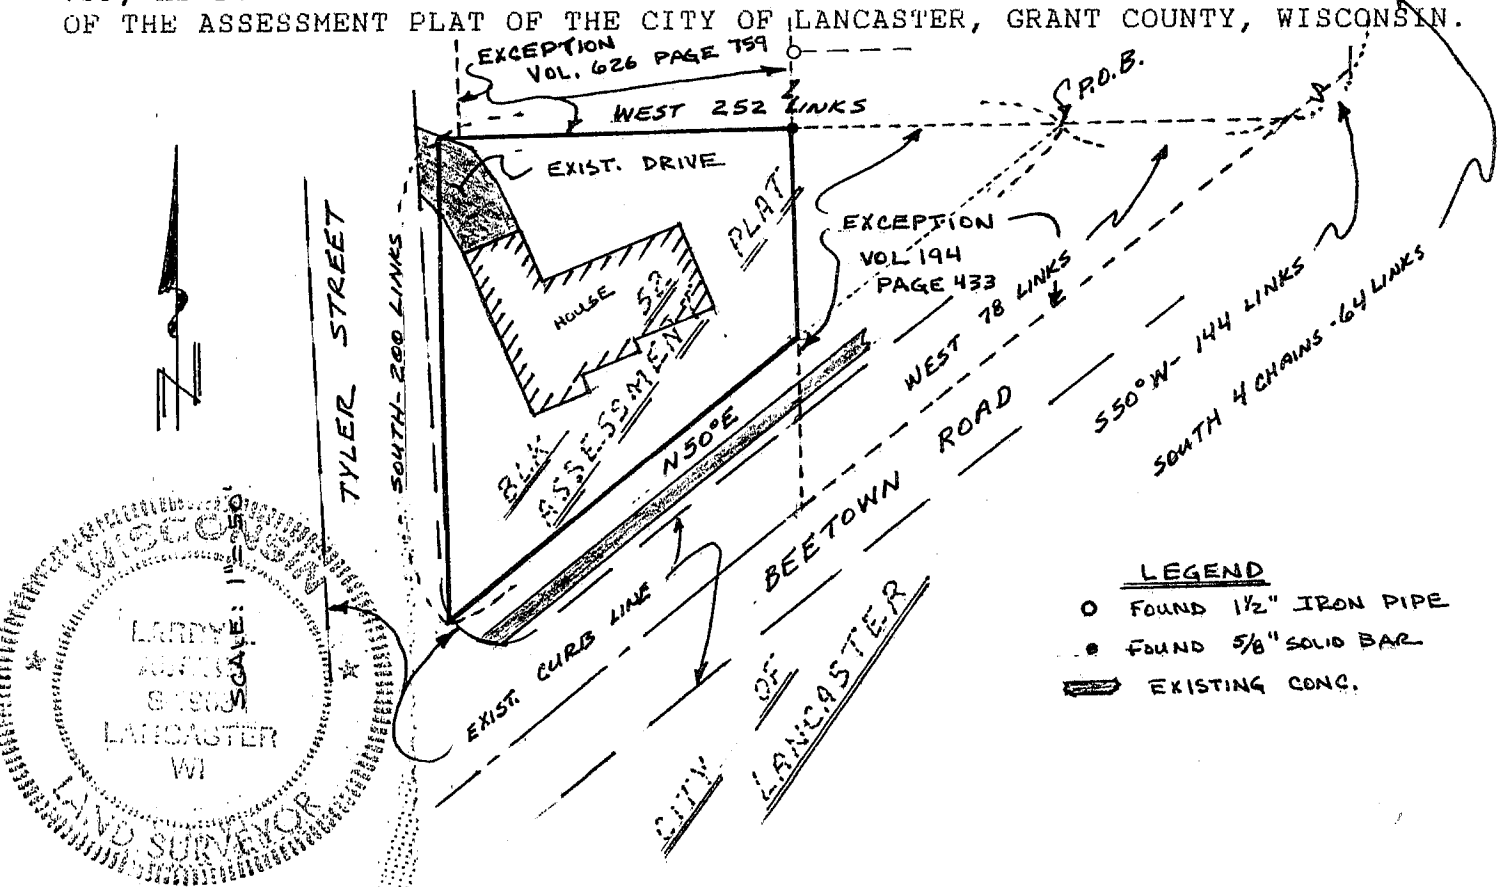 OF THE ASSESSMENT PLAT OF THE CITY OF LANCASTER, GRANT COUNTY, WISCONSIN.
EXCEPTION
VOL. 626 PAGE 759
P.O.B.
WEST 252 LINKS
EXIST. DRIVE
PLAT
EXCEPTION
VOL 194
PAGE 433
TYLER STREET
SOUTH-200 LINKS
HOUSE
BLK 52
ASSESSMENT
N50°E
WEST 78 LINKS
S50°W- 144 LINKS
SOUTH 4 CHAINS-64 LINKS
BEETOWN ROAD
EXIST. CURB LINE
CITY OF
LANCASTER
SCALE: 1"=50'
LEGEND
O FOUND 1½" IRON PIPE
● FOUND 5/8" SOLID BAR
EXISTING CONC.
WISCONSIN
LARRY
LANCASTER
WI
LAND SURVEYOR